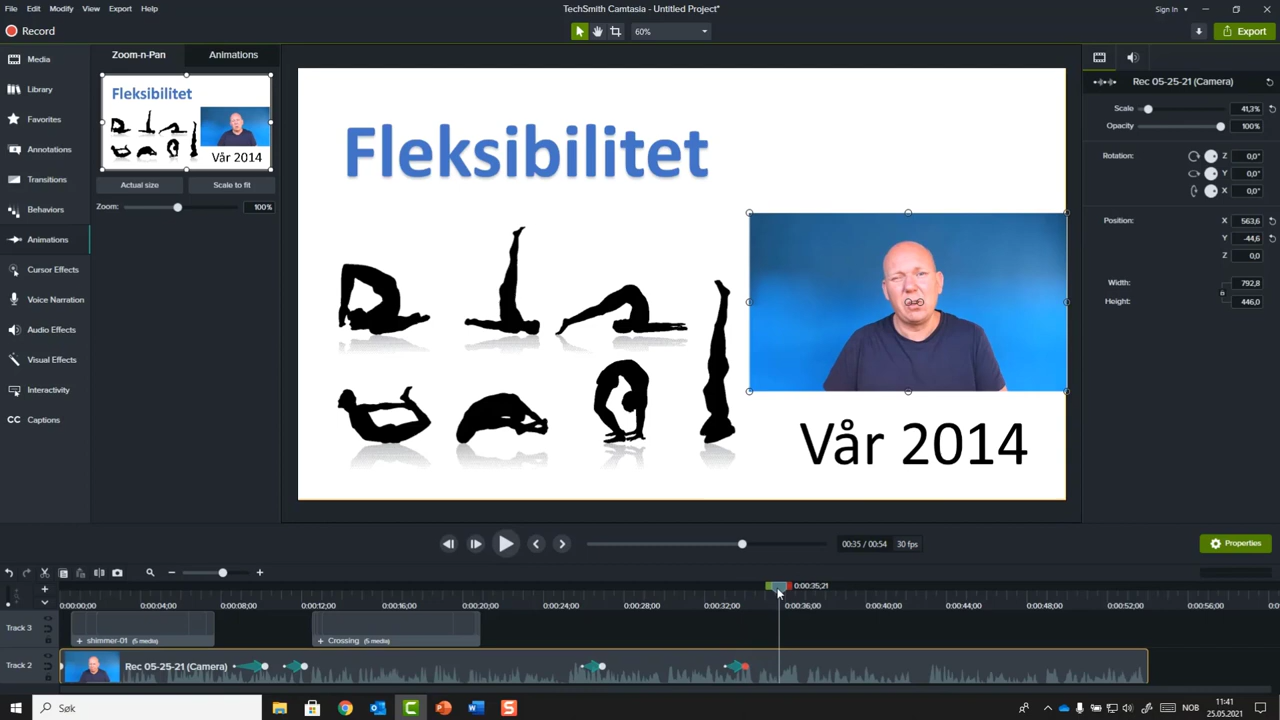 File Edit Modify View Export Help
TechSmith Camtasia - Untitled Project*
Sign In
Record
60%
Export
Media
Library
Favorites
Annotations
Transitions
Behaviors
Animations
Cursor Effects
Voice Narration
Audio Effects
Visual Effects
Interactivity
CC Captions
Zoom-n-Pan Animations
Fleksibilitet
Vår 2014
Actual size Scale to fit
Zoom: 100%
Fleksibilitet
Vår 2014
Rec 05-25-21 (Camera)
Scale 41,3%
Opacity 100%
Rotation: Z 0,0°
Y 0,0°
X 0,0°
Position: X 563,6
Y -44,6
Z 0,0
Width: 792,8
Height: 446,0
00:35 / 00:54 30 fps
Properties
0:00:35;21
0:00:00;00 0:00:04;00 0:00:08;00 0:00:12;00 0:00:16;00 0:00:20;00 0:00:24;00 0:00:28;00 0:00:32;00 0:00:36;00 0:00:40;00 0:00:44;00 0:00:48;00 0:00:52;00 0:00:56;00
Track 3
+ shimmer-01 (5 media)
+ Crossing (5 media)
Track 2
Rec 05-25-21 (Camera)
Søk
NOB
11:41
25.05.2021